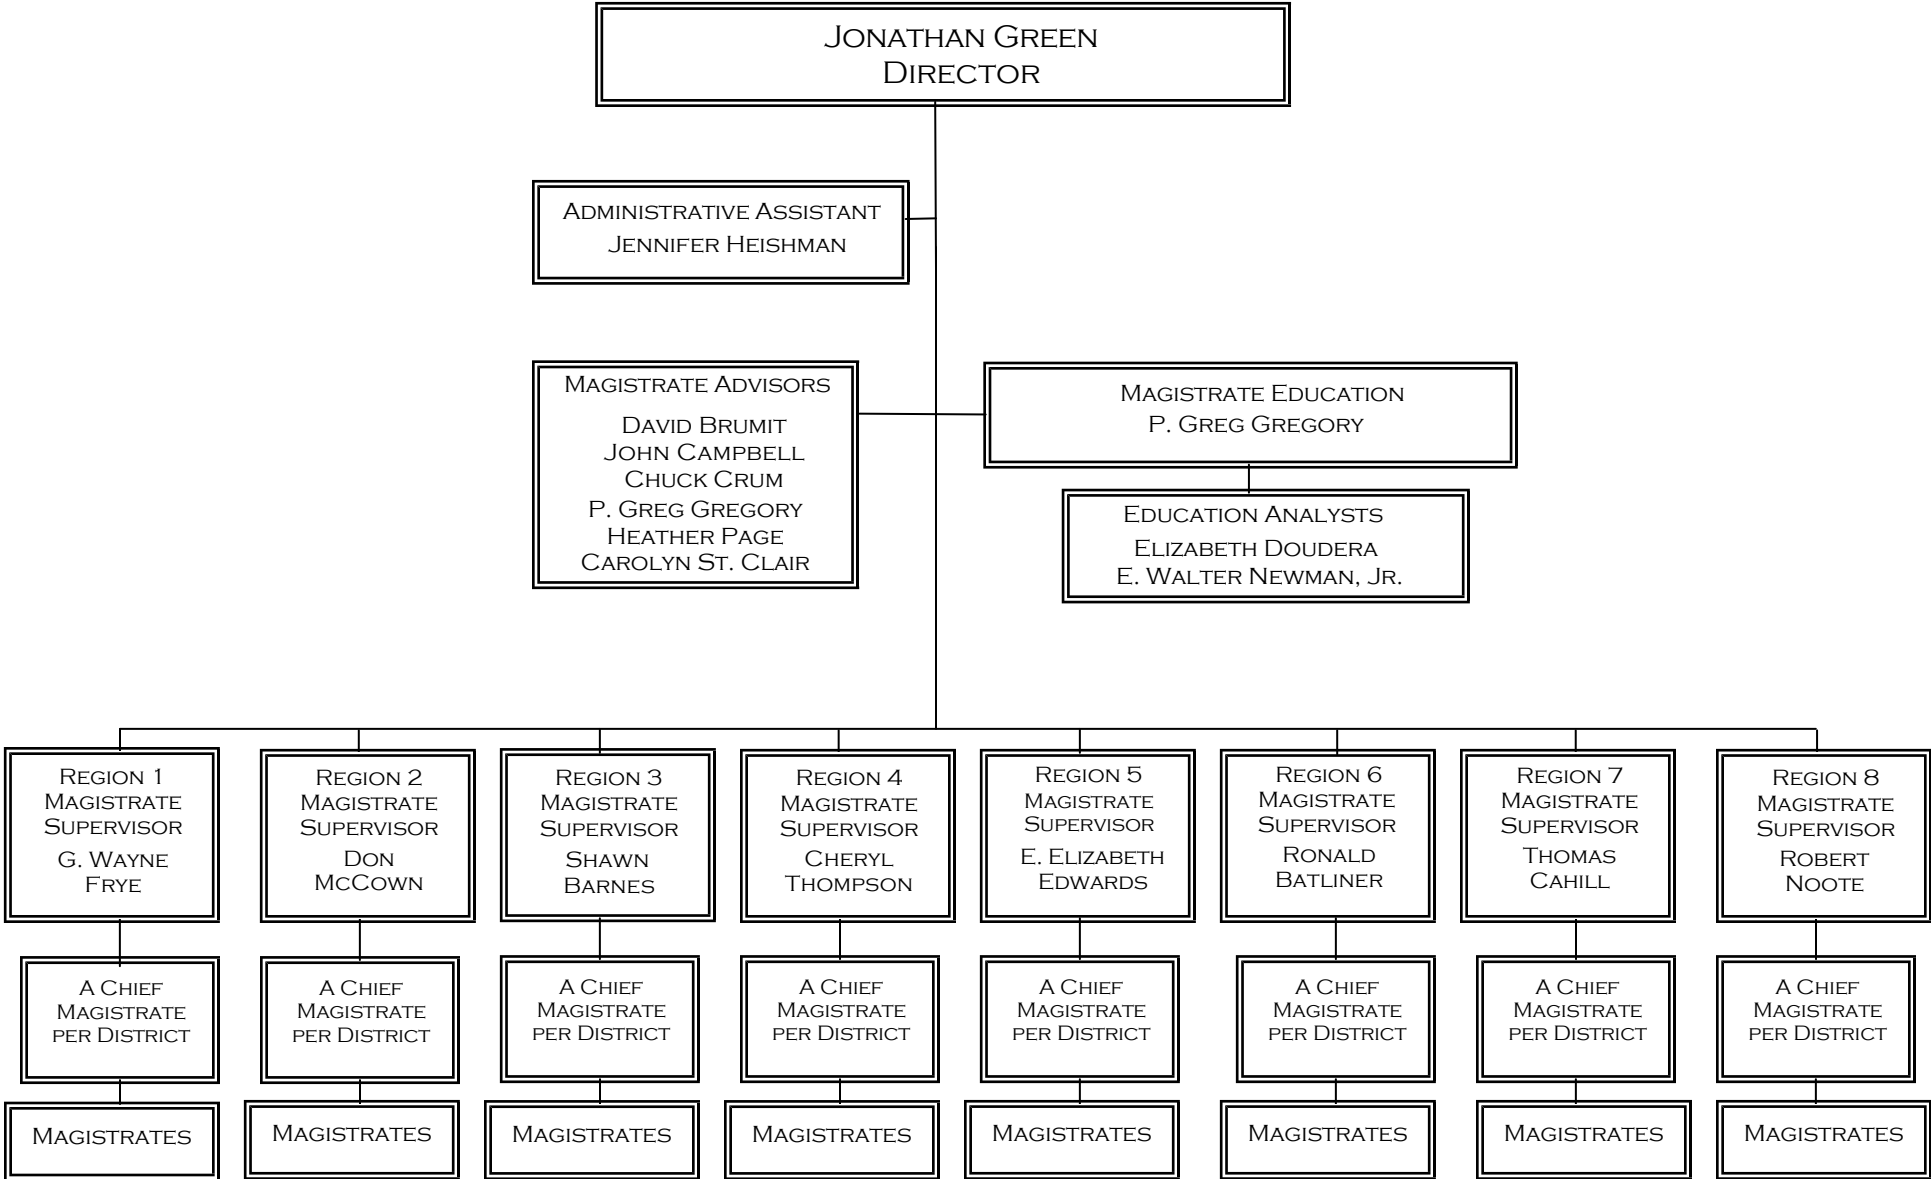 JONATHAN GREEN
DIRECTOR
ADMINISTRATIVE ASSISTANT
JENNIFER HEISHMAN
MAGISTRATE ADVISORS
DAVID BRUMIT
JOHN CAMPBELL
CHUCK CRUM
P. GREG GREGORY
HEATHER PAGE
CAROLYN ST. CLAIR
MAGISTRATE EDUCATION
P. GREG GREGORY
EDUCATION ANALYSTS
ELIZABETH DOUDERA
E. WALTER NEWMAN, JR.
REGION 1
MAGISTRATE
SUPERVISOR
G. WAYNE
FRYE
REGION 2
MAGISTRATE
SUPERVISOR
DON
MCCOWN
REGION 3
MAGISTRATE
SUPERVISOR
SHAWN
BARNES
REGION 4
MAGISTRATE
SUPERVISOR
CHERYL
THOMPSON
REGION 5
MAGISTRATE
SUPERVISOR
E. ELIZABETH
EDWARDS
REGION 6
MAGISTRATE
SUPERVISOR
RONALD
BATLINER
REGION 7
MAGISTRATE
SUPERVISOR
THOMAS
CAHILL
REGION 8
MAGISTRATE
SUPERVISOR
ROBERT
NOOTE
A CHIEF
MAGISTRATE
PER DISTRICT
A CHIEF
MAGISTRATE
PER DISTRICT
A CHIEF
MAGISTRATE
PER DISTRICT
A CHIEF
MAGISTRATE
PER DISTRICT
A CHIEF
MAGISTRATE
PER DISTRICT
A CHIEF
MAGISTRATE
PER DISTRICT
A CHIEF
MAGISTRATE
PER DISTRICT
A CHIEF
MAGISTRATE
PER DISTRICT
MAGISTRATES
MAGISTRATES
MAGISTRATES
MAGISTRATES
MAGISTRATES
MAGISTRATES
MAGISTRATES
MAGISTRATES